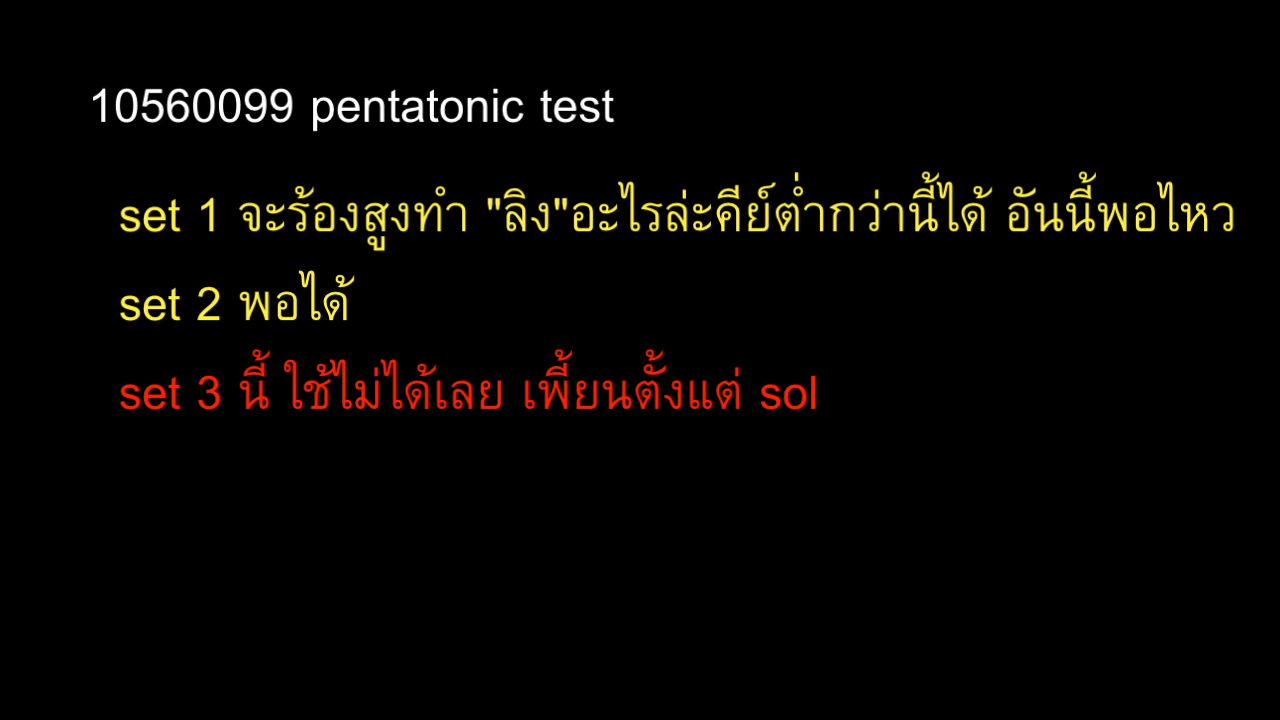 10560099 pentatonic test
set 1 จะร้องสูงทำ "ลิง"อะไรล่ะคีย์ต่ำกว่านี้ได้ อันนี้พอไหว
set 2 พอได้
set 3 นี้ ใช้ไม่ได้เลย เพี้ยนตั้งแต่ sol